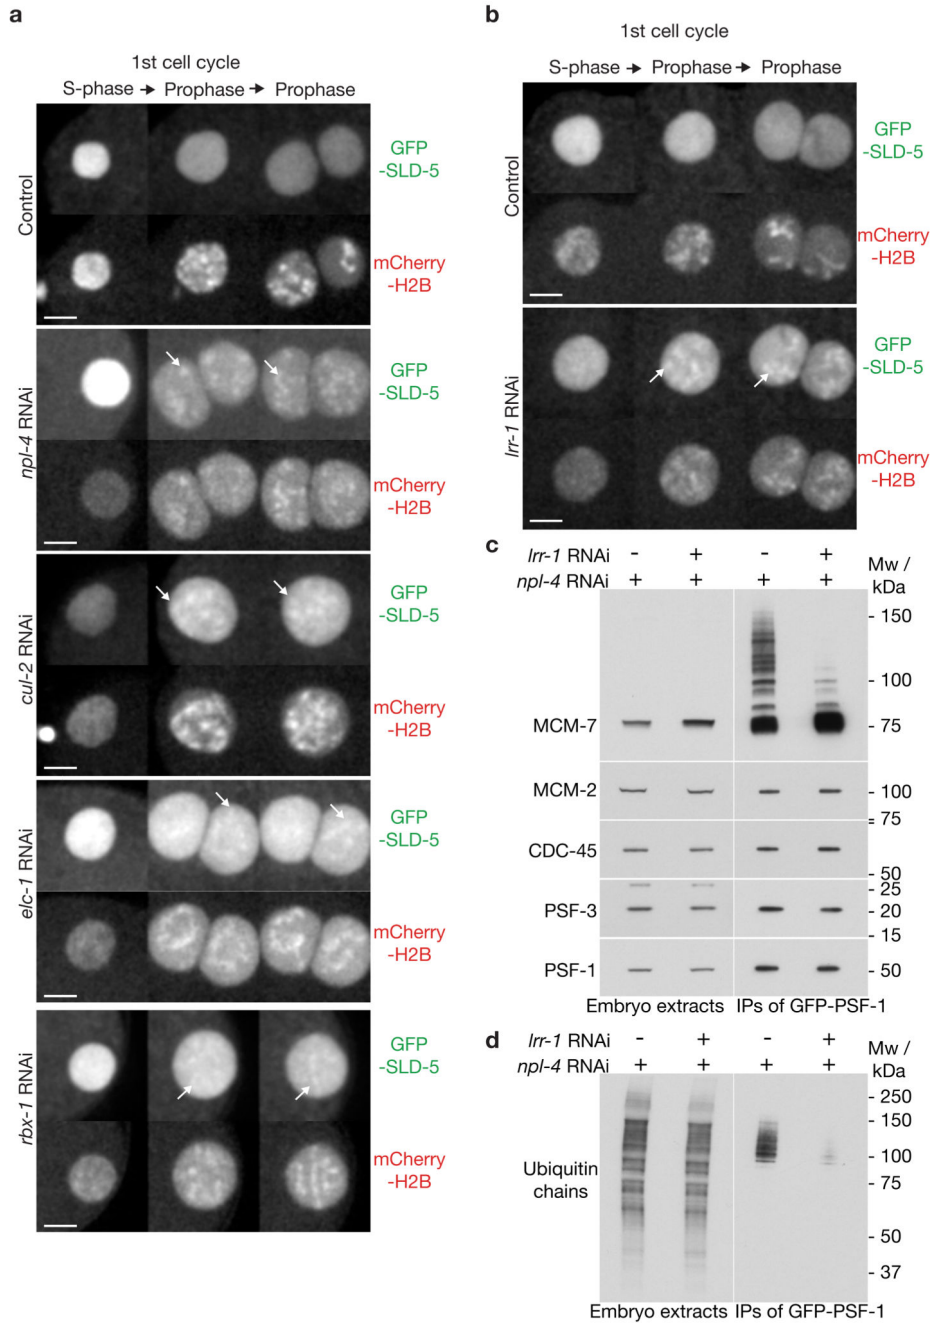 a
1st cell cycle
S-phase → Prophase → Prophase
Control
GFP
-SLD-5
mCherry
-H2B
npl-4 RNAi
GFP
-SLD-5
mCherry
-H2B
cul-2 RNAi
GFP
-SLD-5
mCherry
-H2B
elc-1 RNAi
GFP
-SLD-5
mCherry
-H2B
rbx-1 RNAi
GFP
-SLD-5
mCherry
-H2B
b
1st cell cycle
S-phase → Prophase → Prophase
Control
GFP
-SLD-5
mCherry
-H2B
lrr-1 RNAi
GFP
-SLD-5
mCherry
-H2B
c
lrr-1 RNAi - + - +
npl-4 RNAi + + + +
Mw /
kDa
- 150
- 100
MCM-7 - 75
MCM-2 - 100
75
CDC-45
50
25
PSF-3 - 20
15
PSF-1 - 50
Embryo extracts IPs of GFP-PSF-1
d
lrr-1 RNAi - + - +
npl-4 RNAi + + + +
Mw /
kDa
- 250
- 150
- 100
Ubiquitin
chains
- 75
- 50
- 37
Embryo extracts IPs of GFP-PSF-1